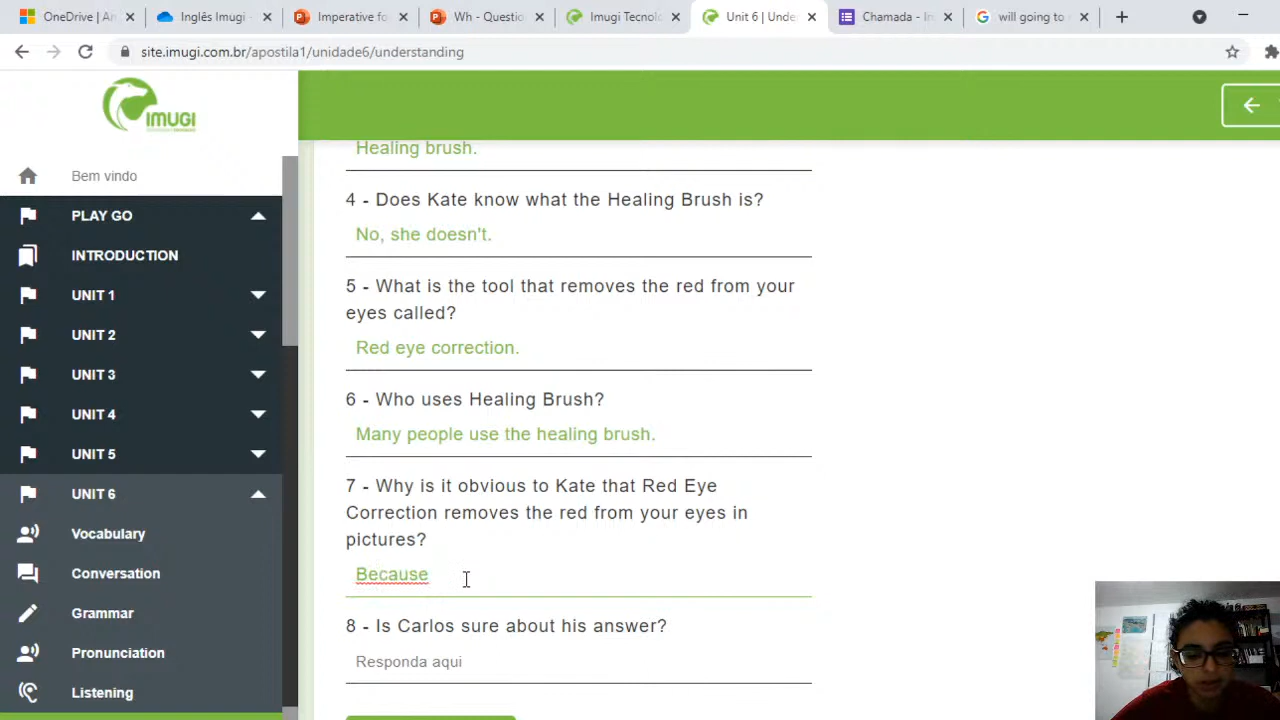 OneDrive | An
Inglês Imugi -
Imperative fo
Wh - Questio
Imugi Tecnolo
Unit 6 | Unde
Chamada - In
will going to
site.imugi.com.br/apostila1/unidade6/understanding
IMUGI
Bem vindo
PLAY GO
INTRODUCTION
UNIT 1
UNIT 2
UNIT 3
UNIT 4
UNIT 5
UNIT 6
Vocabulary
Conversation
Grammar
Pronunciation
Listening
Healing brush.
4 - Does Kate know what the Healing Brush is?
No, she doesn't.
5 - What is the tool that removes the red from your
eyes called?
Red eye correction.
6 - Who uses Healing Brush?
Many people use the healing brush.
7 - Why is it obvious to Kate that Red Eye
Correction removes the red from your eyes in
pictures?
Because
8 - Is Carlos sure about his answer?
Responda aqui